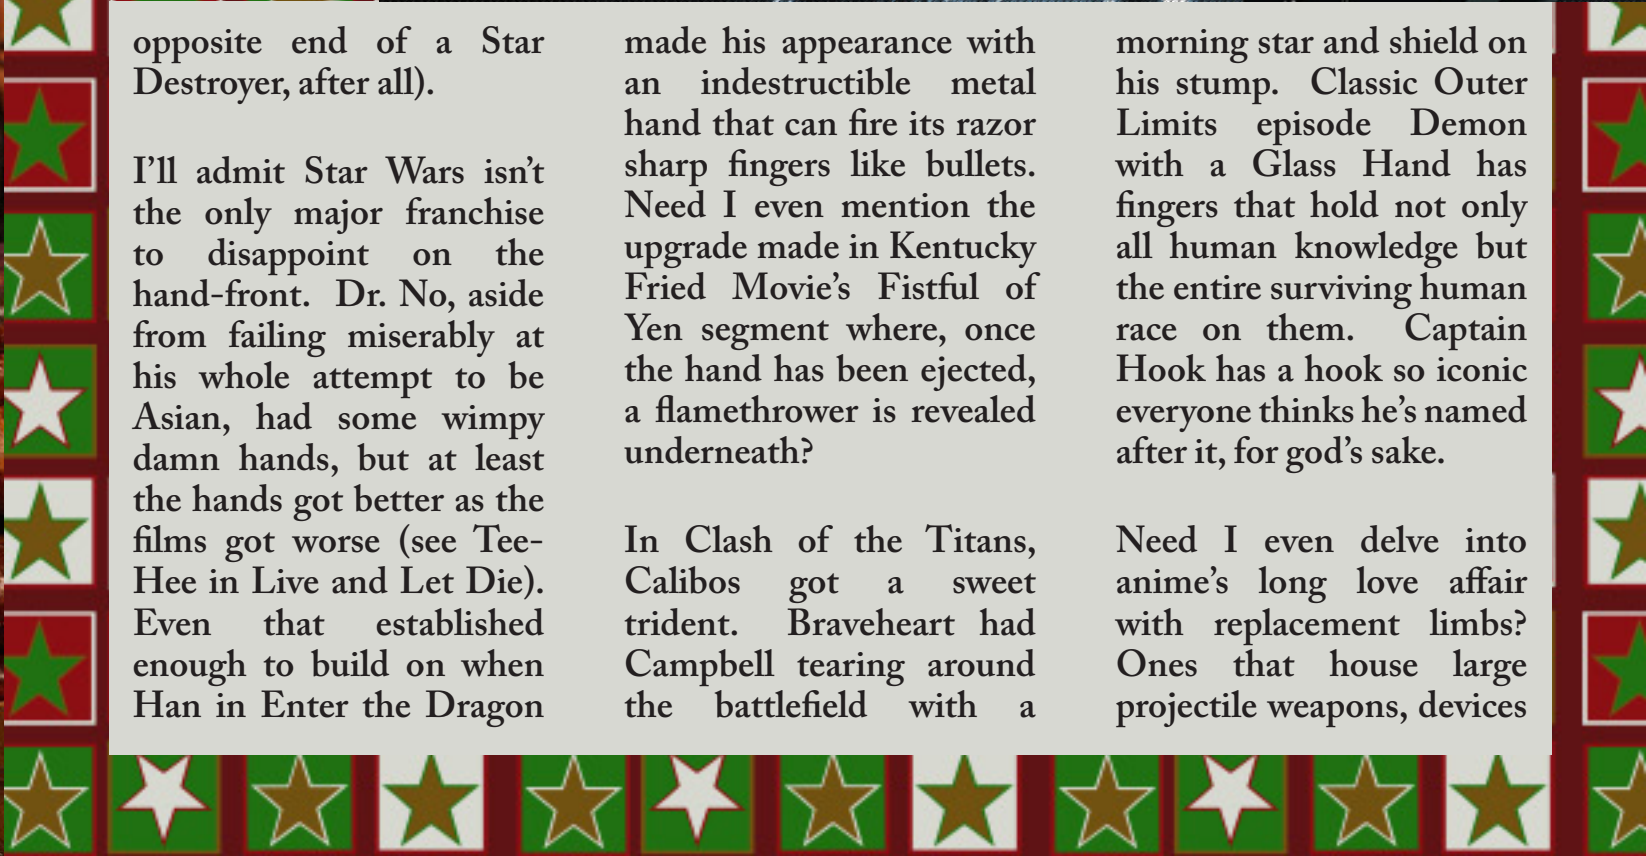 opposite end of a Star
Destroyer, after all).
I’ll admit Star Wars isn’t
the only major franchise
to disappoint on the
hand-front. Dr. No, aside
from failing miserably at
his whole attempt to be
Asian, had some wimpy
damn hands, but at least
the hands got better as the
films got worse (see Tee-
Hee in Live and Let Die).
Even that established
enough to build on when
Han in Enter the Dragon
made his appearance with
an indestructible metal
hand that can fire its razor
sharp fingers like bullets.
Need I even mention the
upgrade made in Kentucky
Fried Movie’s Fistful of
Yen segment where, once
the hand has been ejected,
a flamethrower is revealed
underneath?
In Clash of the Titans,
Calibos got a sweet
trident. Braveheart had
Campbell tearing around
the battlefield with a
morning star and shield on
his stump. Classic Outer
Limits episode Demon
with a Glass Hand has
fingers that hold not only
all human knowledge but
the entire surviving human
race on them. Captain
Hook has a hook so iconic
everyone thinks he’s named
after it, for god’s sake.
Need I even delve into
anime’s long love affair
with replacement limbs?
Ones that house large
projectile weapons, devices